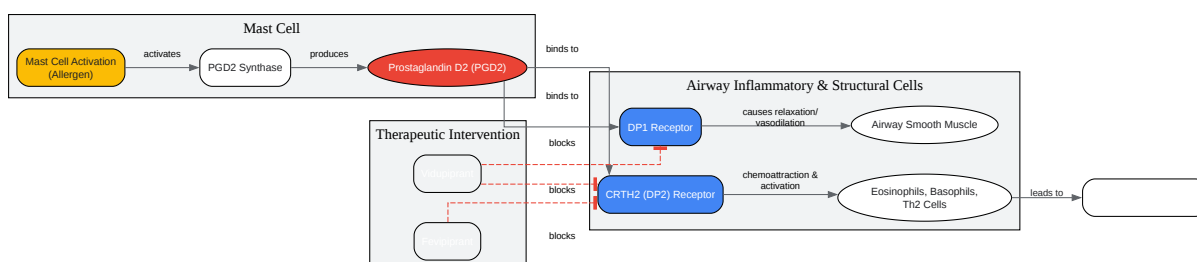 Mast Cell
Mast Cell Activation
(Allergen)
activates
PGD2 Synthase
produces
Prostaglandin D2 (PGD2)
binds to
binds to
Airway Inflammatory & Structural Cells
DP1 Receptor
causes relaxation/
vasodilation
Airway Smooth Muscle
Therapeutic Intervention
blocks
blocks
CRTH2 (DP2) Receptor
chemoattraction &
activation
Eosinophils, Basophils,
Th2 Cells
leads to
Fevipiprant
blocks